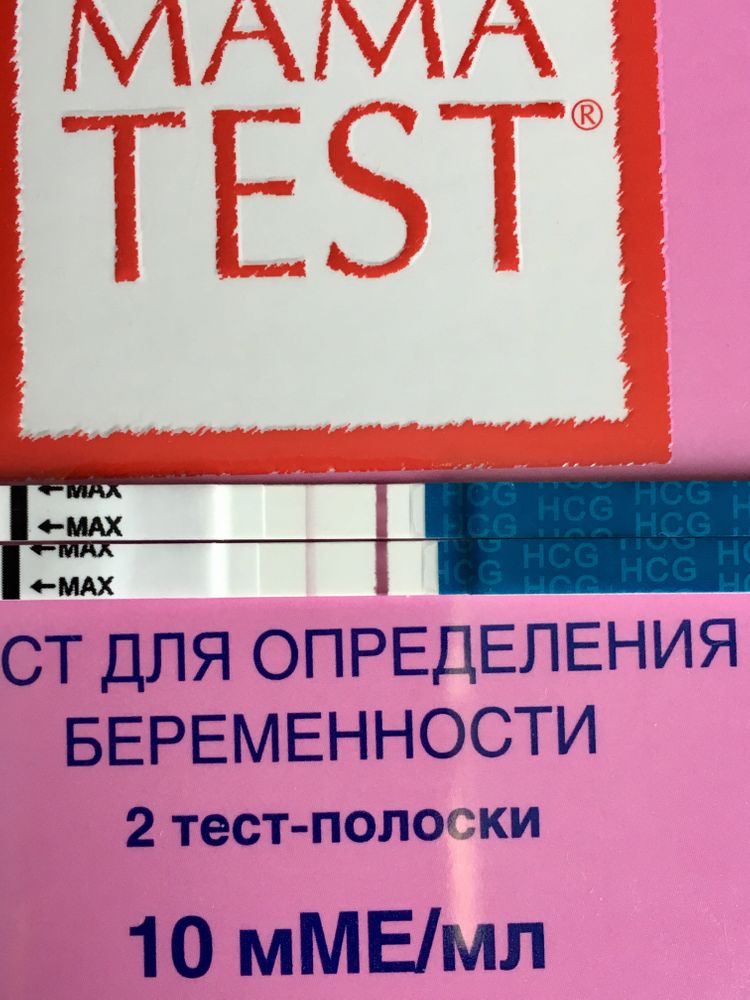 MAMA
TEST®
←MAX HCG HCG HCG
←MAX HCG HCG HCG
←MAX HCG HCG
←MAX HCG HCG HCG
СТ ДЛЯ ОПРЕДЕЛЕНИЯ
БЕРЕМЕННОСТИ
2 тест-полоски
10 мМЕ/мл